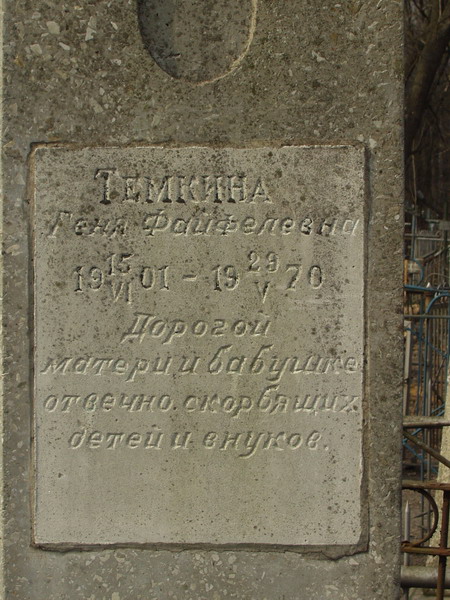 ТЕМКИНА
Геня Файфелевна
19 15/VI 01 - 19 29/V 70
Дорогой
матери и бабушке
от вечно скорбящих
детей и внуков.